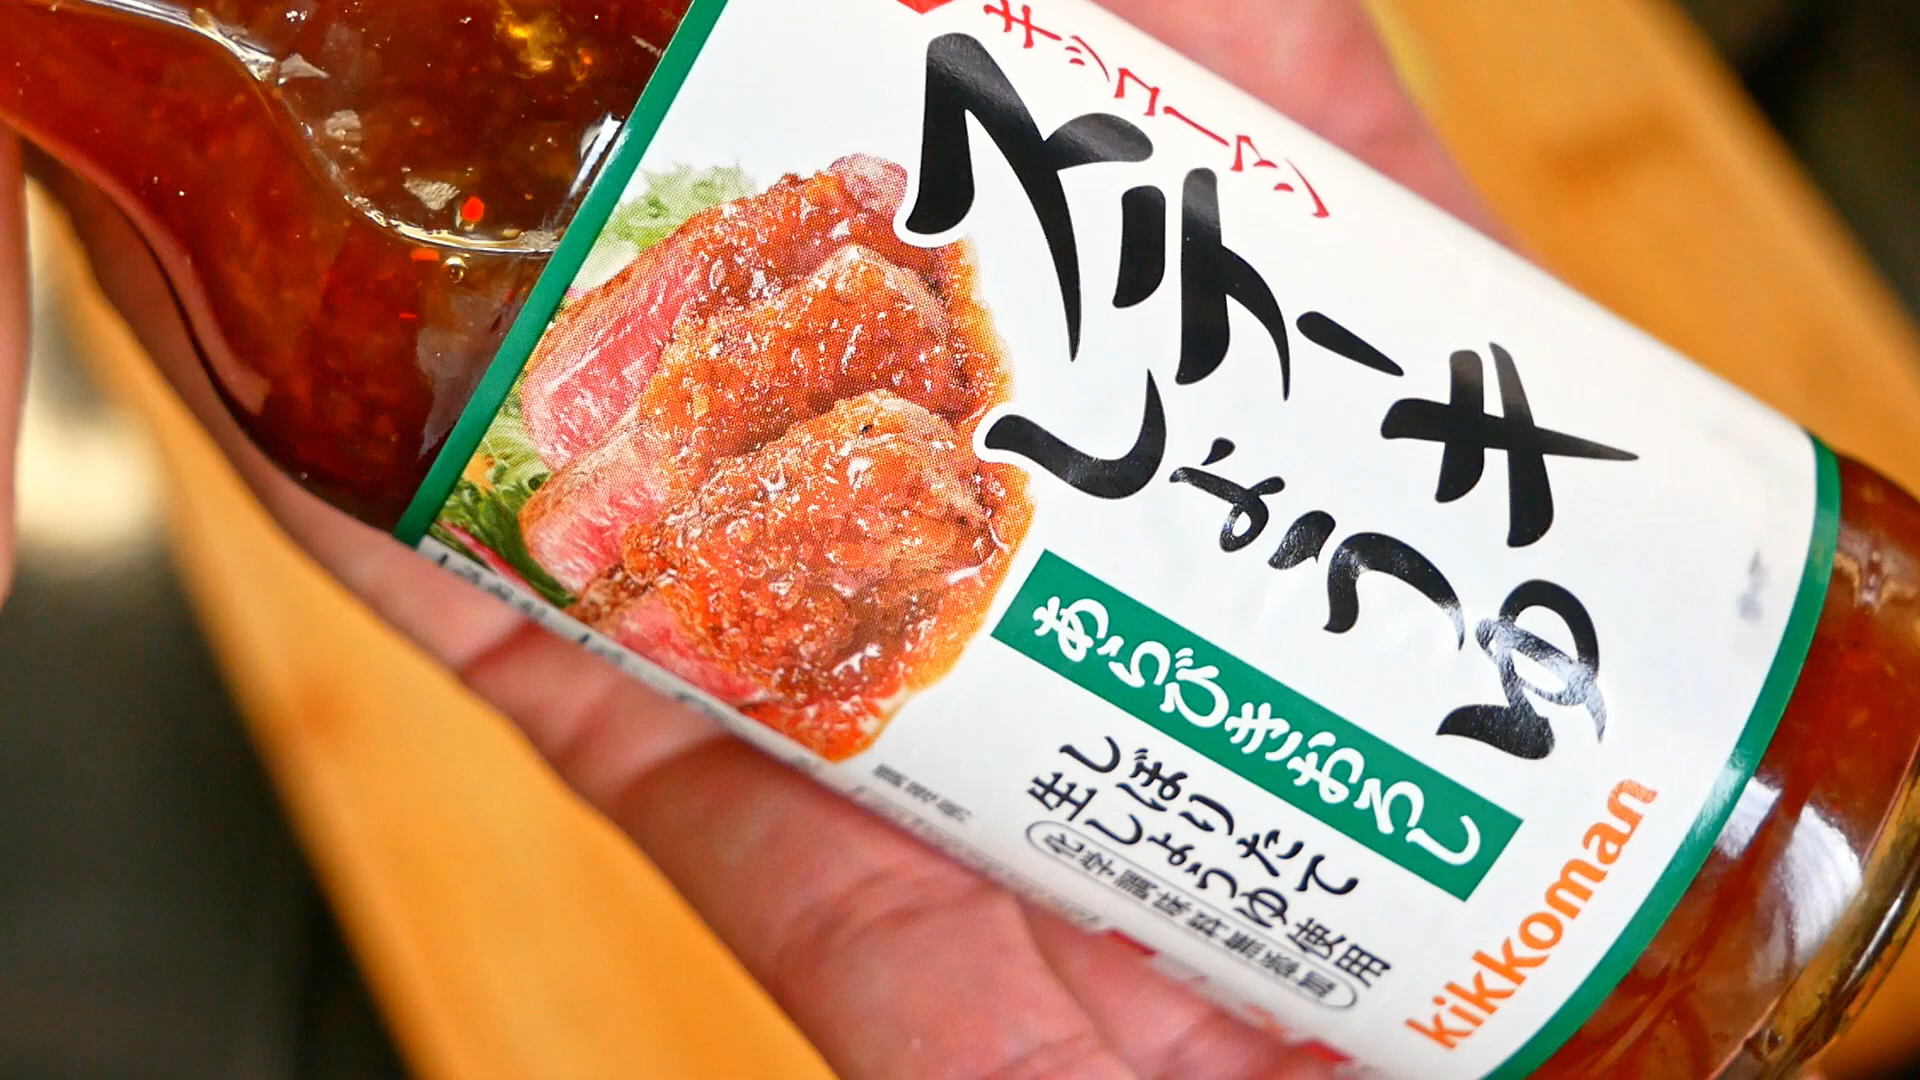 キッコーマン
ステーキ
しょうゆ
あらびきおろし
しぼりたて
生しょうゆ使用
化学調味料無添加
kikkoman